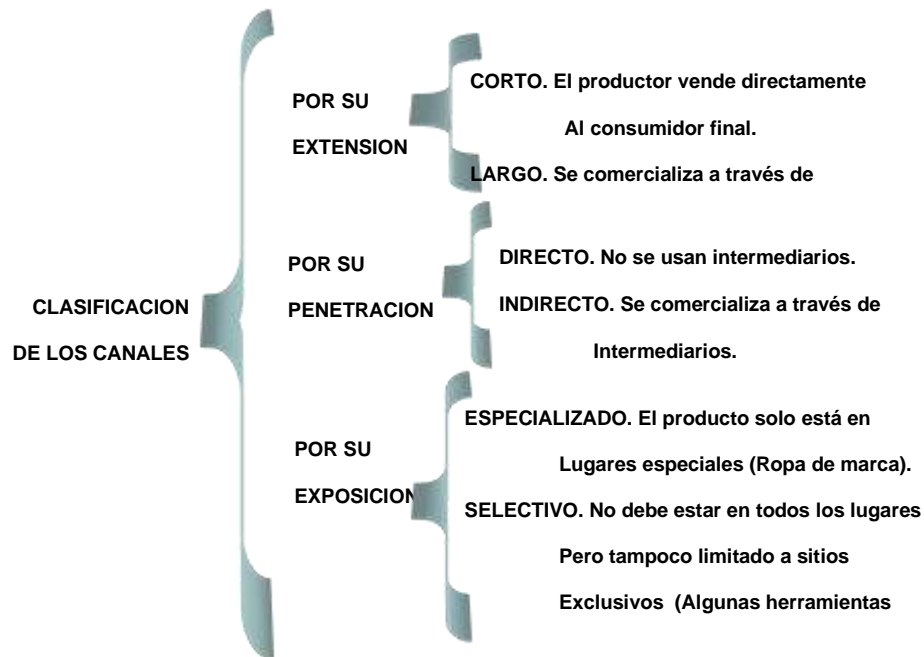 CLASIFICACION
DE LOS CANALES
POR SU
EXTENSION
CORTO. El productor vende directamente
Al consumidor final.
LARGO. Se comercializa a través de
POR SU
PENETRACION
DIRECTO. No se usan intermediarios.
INDIRECTO. Se comercializa a través de
Intermediarios.
POR SU
EXPOSICION
ESPECIALIZADO. El producto solo está en
Lugares especiales (Ropa de marca).
SELECTIVO. No debe estar en todos los lugares
Pero tampoco limitado a sitios
Exclusivos (Algunas herramientas